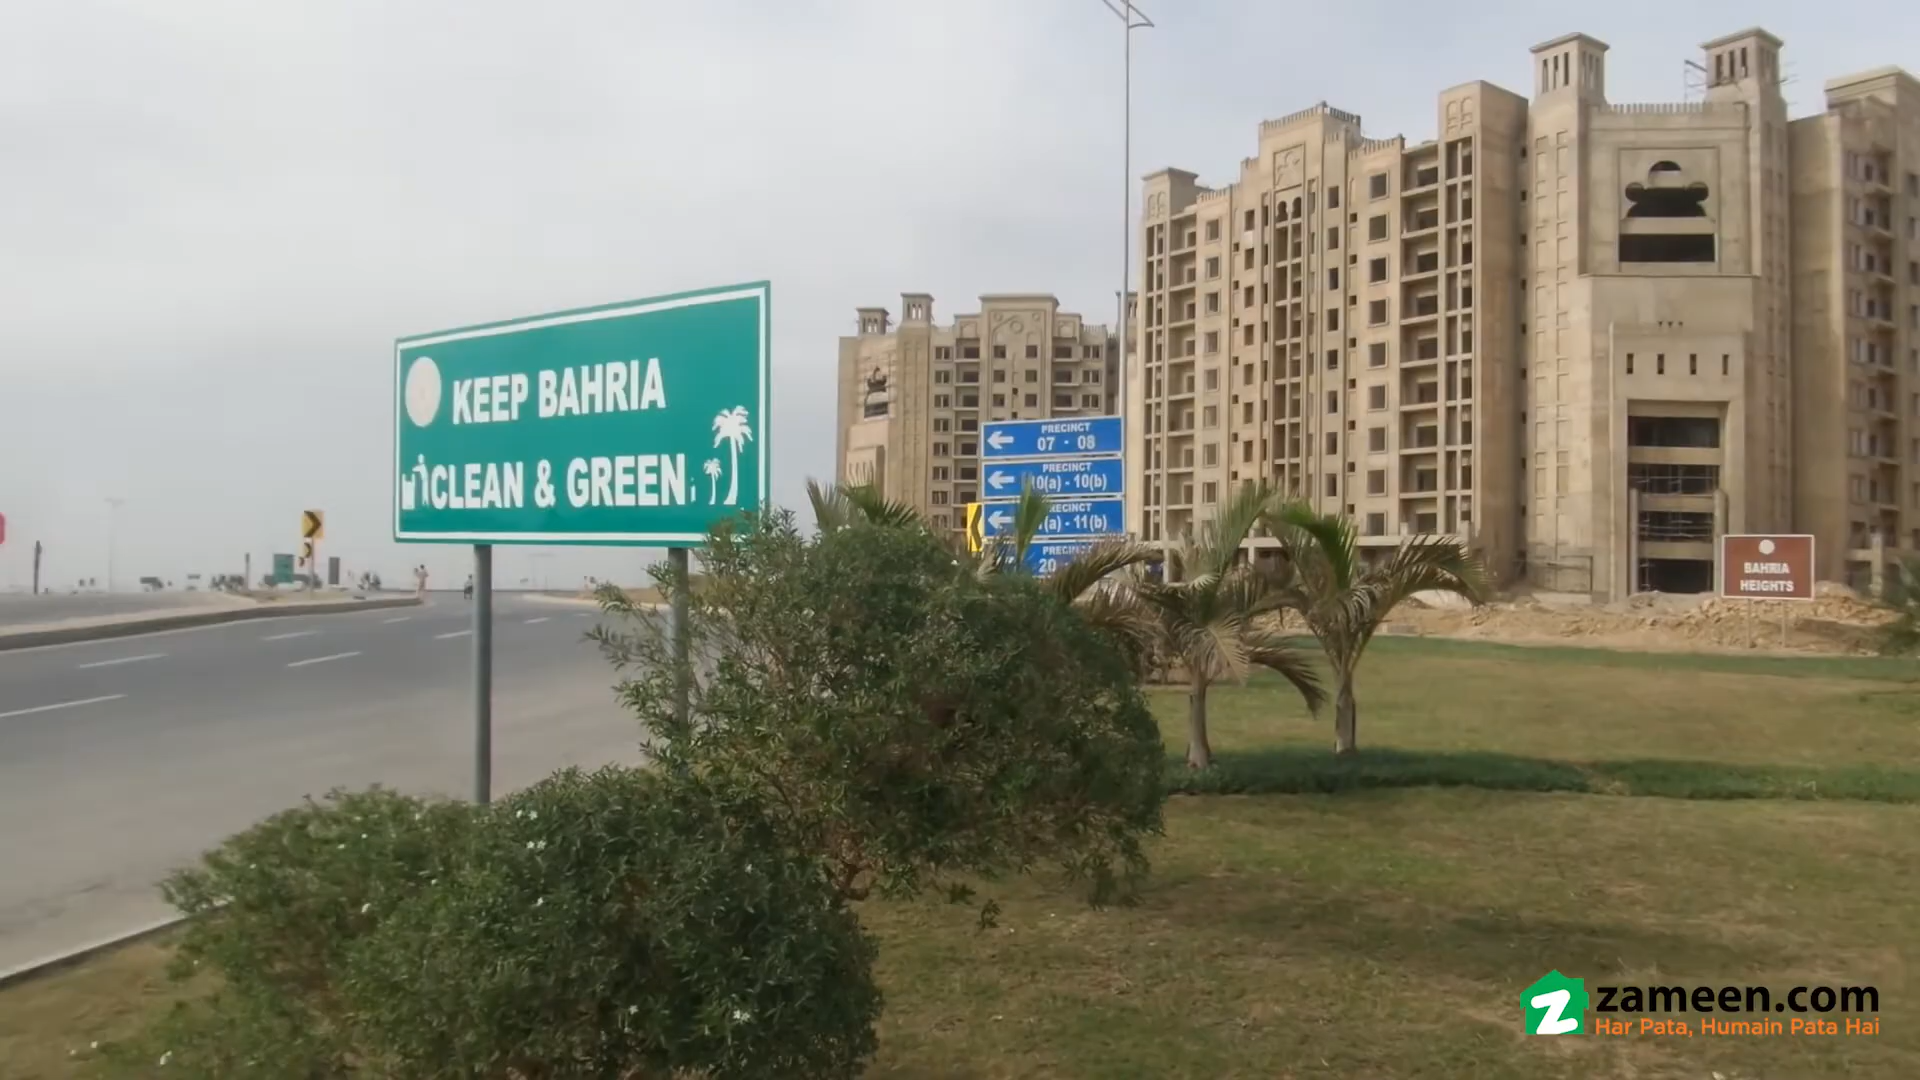 KEEP BAHRIA
CLEAN & GREEN
PRECINCT
07 - 08
PRECINCT
10(a) - 10(b)
(a) - 11(b)
PRECINCT
20
BAHRIA
HEIGHTS
zameen.com
Har Pata, Humain Pata Hai